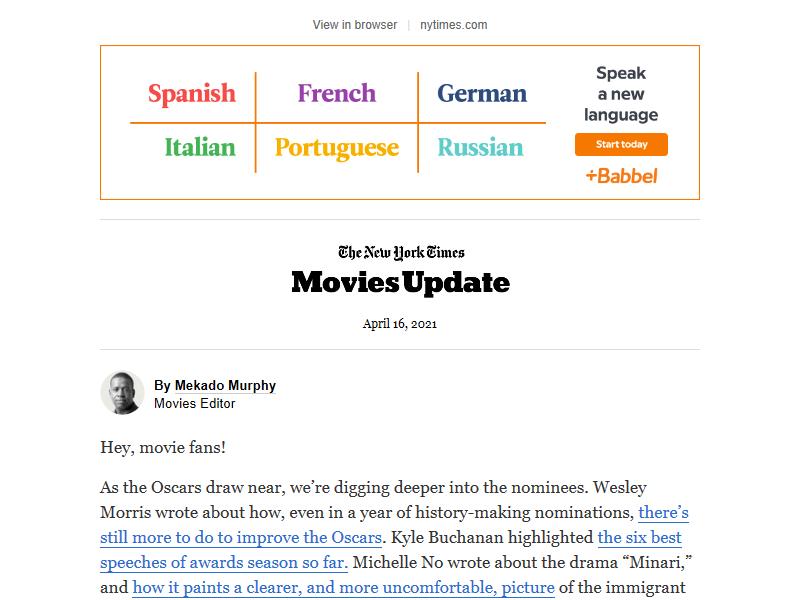 View in browser | nytimes.com
Spanish French German
Italian Portuguese Russian
Speak
a new
language
Start today
+Babbel
The New York Times
Movies Update
April 16, 2021
By Mekado Murphy
Movies Editor
Hey, movie fans!
As the Oscars draw near, we’re digging deeper into the nominees. Wesley
Morris wrote about how, even in a year of history-making nominations, there’s
still more to do to improve the Oscars. Kyle Buchanan highlighted the six best
speeches of awards season so far. Michelle No wrote about the drama “Minari,”
and how it paints a clearer, and more uncomfortable, picture of the immigrant